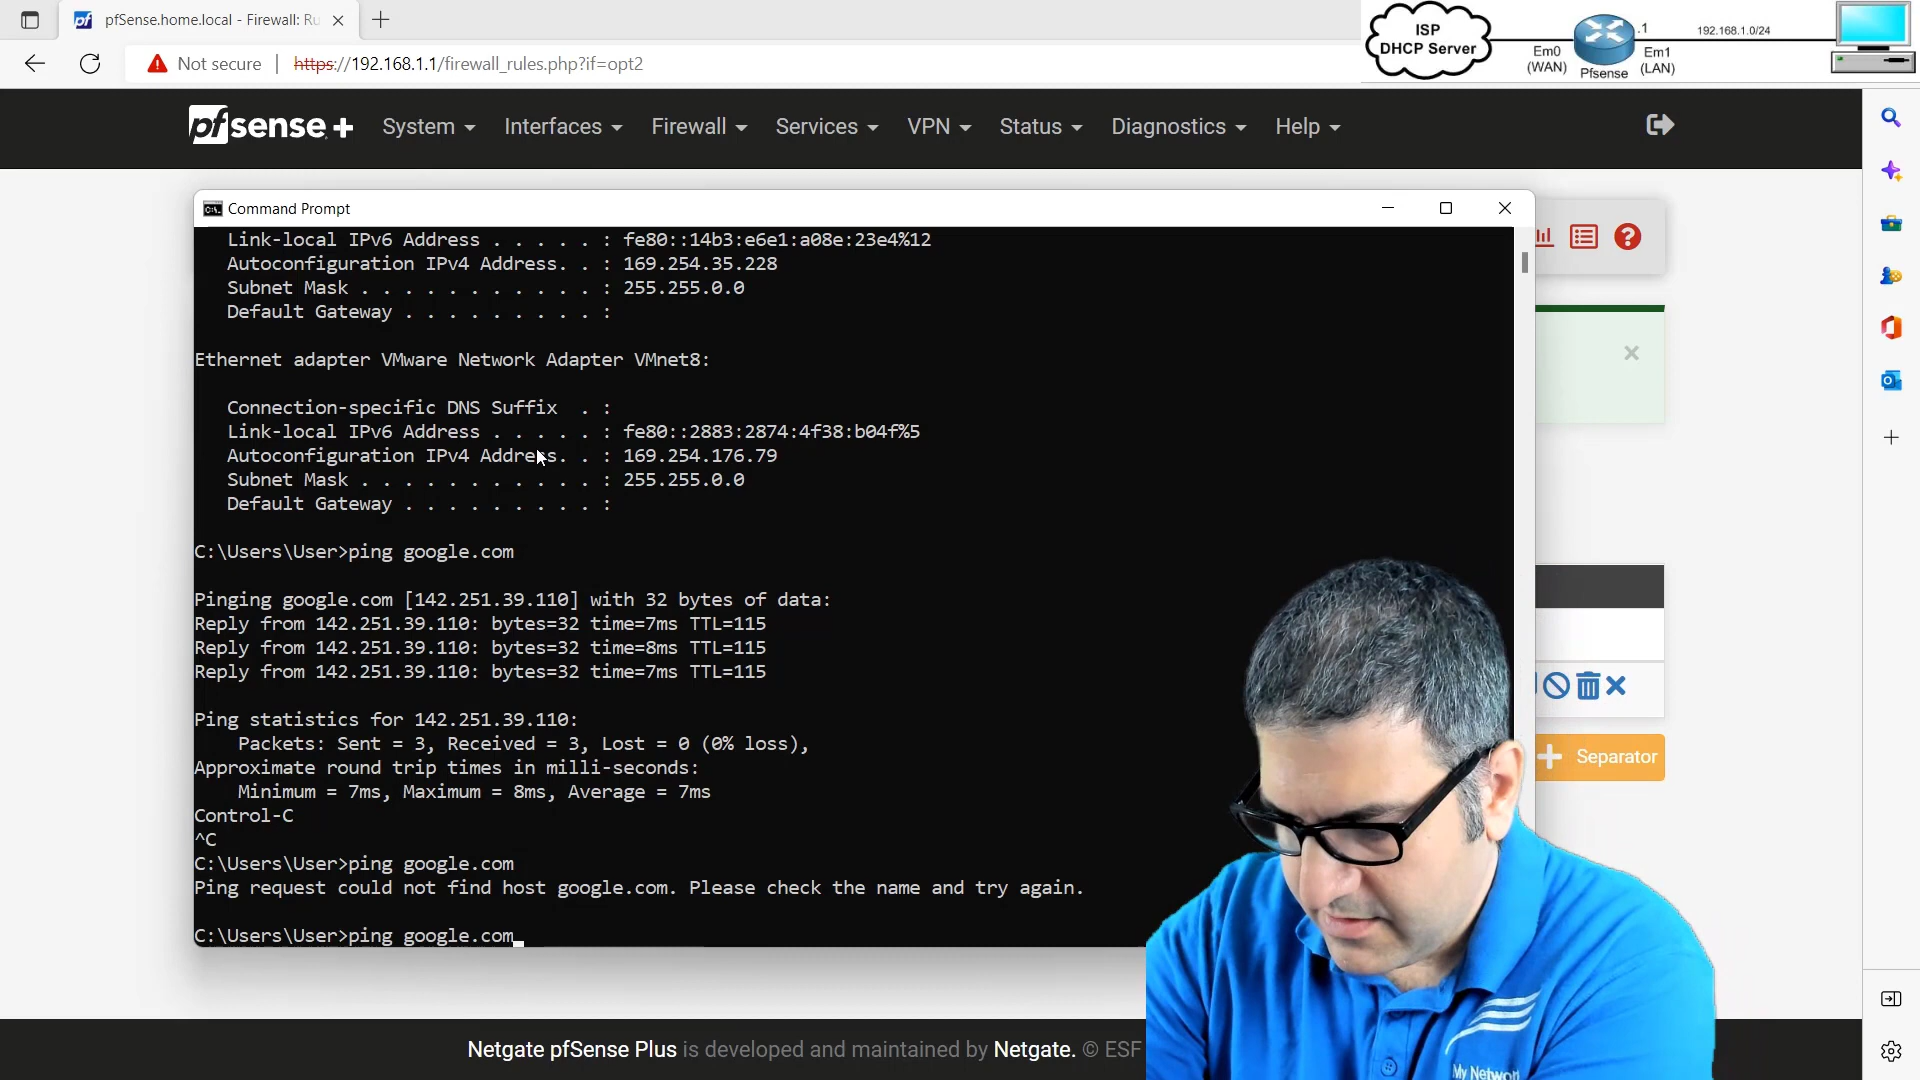 pfSense.home.local - Firewall: Ru
Not secure
https://192.168.1.1/firewall_rules.php?if=opt2
ISP
DHCP Server
Em0
(WAN)
Pfsense
.1
Em1
(LAN)
192.168.1.0/24
pfsense +
System
Interfaces
Firewall
Services
VPN
Status
Diagnostics
Help
Command Prompt
Link-local IPv6 Address . . . . . : fe80::14b3:e6e1:a08e:23e4%12
Autoconfiguration IPv4 Address. . : 169.254.35.228
Subnet Mask . . . . . . . . . . . : 255.255.0.0
Default Gateway . . . . . . . . . :
Ethernet adapter VMware Network Adapter VMnet8:
Connection-specific DNS Suffix  . :
Link-local IPv6 Address . . . . . : fe80::2883:2874:4f38:b04f%5
Autoconfiguration IPv4 Address. . : 169.254.176.79
Subnet Mask . . . . . . . . . . . : 255.255.0.0
Default Gateway . . . . . . . . . :
C:\Users\User>ping google.com
Pinging google.com [142.251.39.110] with 32 bytes of data:
Reply from 142.251.39.110: bytes=32 time=7ms TTL=115
Reply from 142.251.39.110: bytes=32 time=8ms TTL=115
Reply from 142.251.39.110: bytes=32 time=7ms TTL=115
Ping statistics for 142.251.39.110:
Packets: Sent = 3, Received = 3, Lost = 0 (0% loss),
Approximate round trip times in milli-seconds:
Minimum = 7ms, Maximum = 8ms, Average = 7ms
Control-C
^C
C:\Users\User>ping google.com
Ping request could not find host google.com. Please check the name and try again.
C:\Users\User>ping google.com
Separator
Netgate pfSense Plus is developed and maintained by Netgate. © ESF
My Network